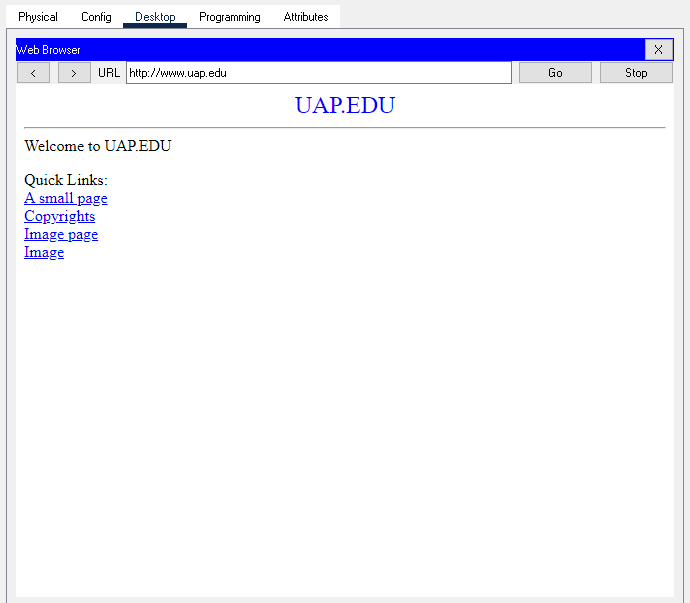 Physical Config Desktop Programming Attributes
Web Browser X
< > URL http://www.uap.edu Go Stop
UAP.EDU
Welcome to UAP.EDU
Quick Links:
A small page
Copyrights
Image page
Image